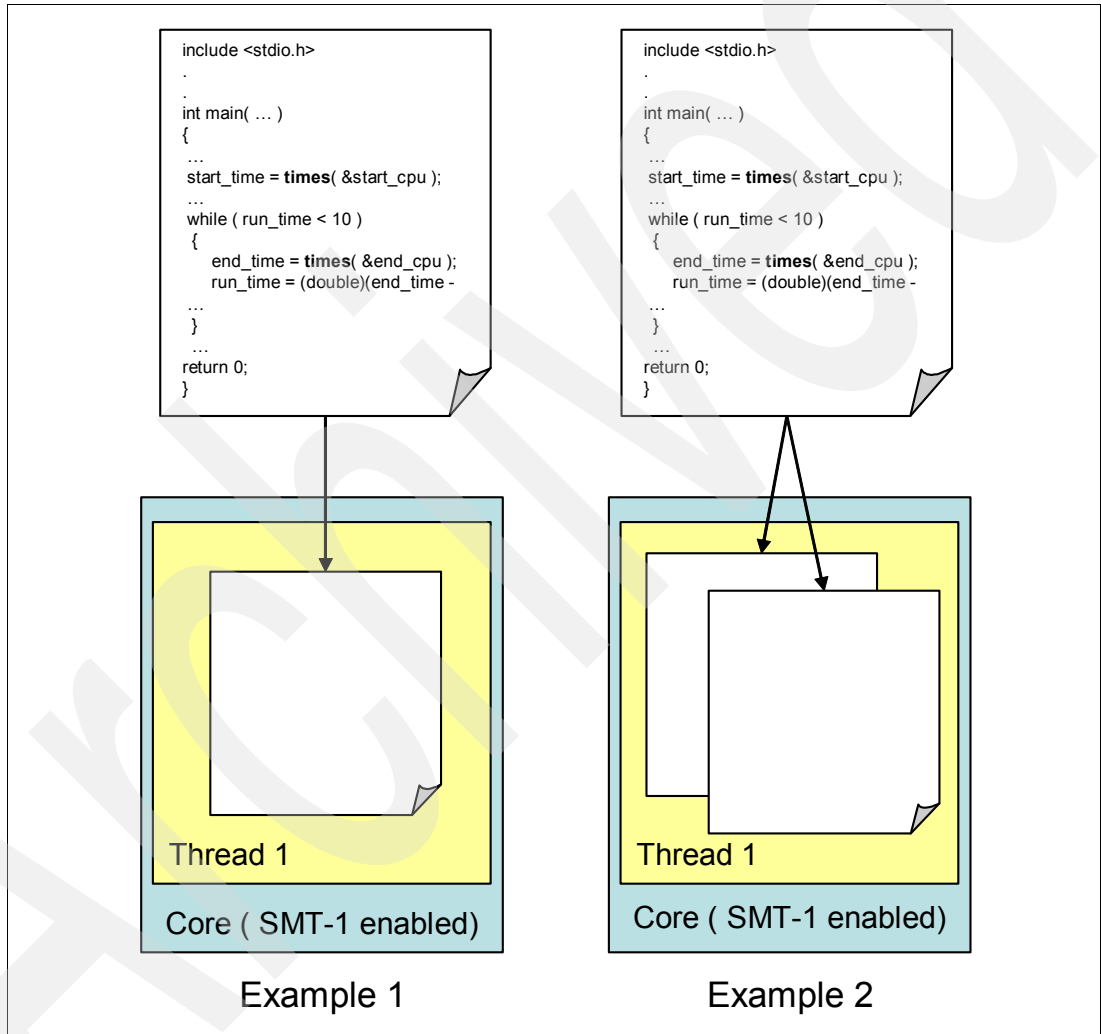 include <stdio.h>
.
.
int main( … )
{
…
start_time = times( &start_cpu );
…
while ( run_time < 10 )
{
end_time = times( &end_cpu );
run_time = (double)(end_time -
…
}
…
return 0;
}
Thread 1
Core ( SMT-1 enabled)
Example 1
include <stdio.h>
.
.
int main( … )
{
…
start_time = times( &start_cpu );
…
while ( run_time < 10 )
{
end_time = times( &end_cpu );
run_time = (double)(end_time -
…
}
…
return 0;
}
Thread 1
Core ( SMT-1 enabled)
Example 2
Archived